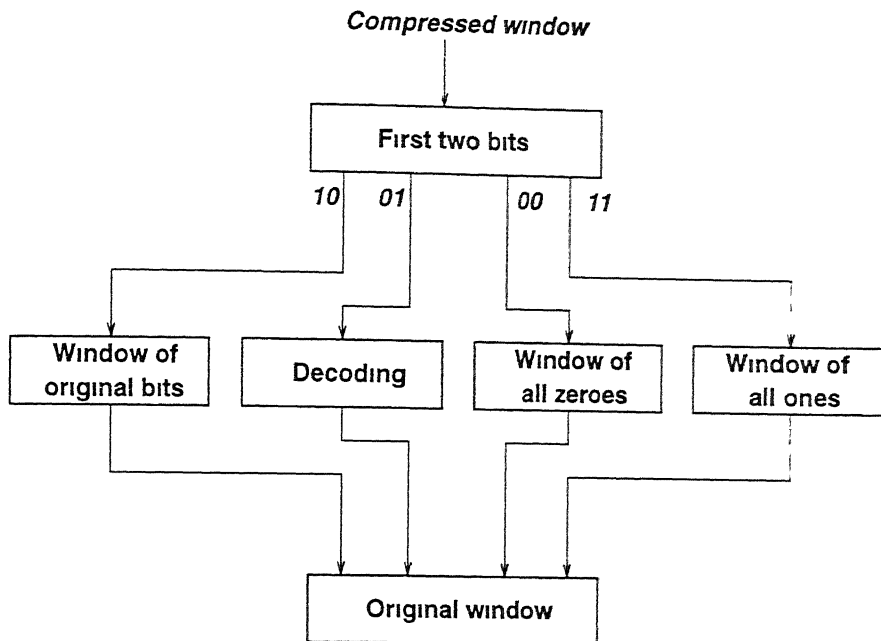 Compressed window
First two bits
10 01 00 11
Window of
original bits
Decoding
Window of
all zeroes
Window of
all ones
Original window